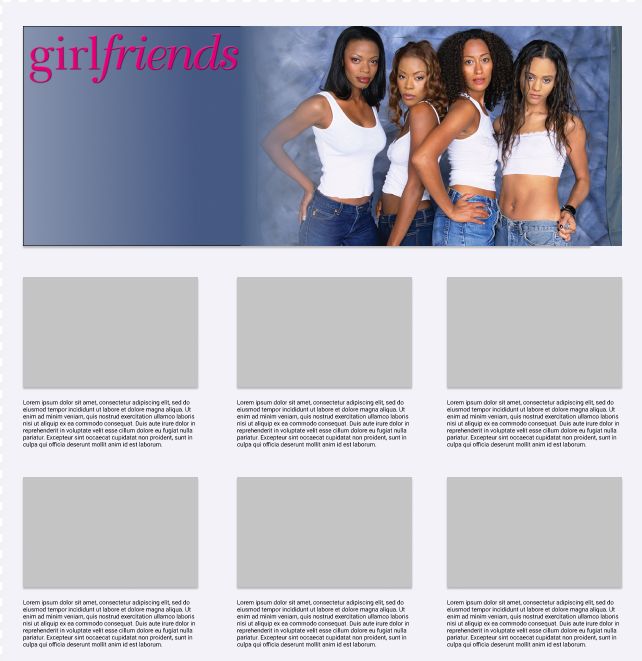 girlfriends
Lorem ipsum dolor sit amet, consectetur adipiscing elit, sed do
eiusmod tempor incididunt ut labore et dolore magna aliqua. Ut
enim ad minim veniam, quis nostrud exercitation ullamco laboris
nisi ut aliquip ex ea commodo consequat. Duis aute irure dolor in
reprehenderit in voluptate velit esse cillum dolore eu fugiat nulla
pariatur. Excepteur sint occaecat cupidatat non proident, sunt in
culpa qui officia deserunt mollit anim id est laborum.
Lorem ipsum dolor sit amet, consectetur adipiscing elit, sed do
eiusmod tempor incididunt ut labore et dolore magna aliqua. Ut
enim ad minim veniam, quis nostrud exercitation ullamco laboris
nisi ut aliquip ex ea commodo consequat. Duis aute irure dolor in
reprehenderit in voluptate velit esse cillum dolore eu fugiat nulla
pariatur. Excepteur sint occaecat cupidatat non proident, sunt in
culpa qui officia deserunt mollit anim id est laborum.
Lorem ipsum dolor sit amet, consectetur adipiscing elit, sed do
eiusmod tempor incididunt ut labore et dolore magna aliqua. Ut
enim ad minim veniam, quis nostrud exercitation ullamco laboris
nisi ut aliquip ex ea commodo consequat. Duis aute irure dolor in
reprehenderit in voluptate velit esse cillum dolore eu fugiat nulla
pariatur. Excepteur sint occaecat cupidatat non proident, sunt in
culpa qui officia deserunt mollit anim id est laborum.
Lorem ipsum dolor sit amet, consectetur adipiscing elit, sed do
eiusmod tempor incididunt ut labore et dolore magna aliqua. Ut
enim ad minim veniam, quis nostrud exercitation ullamco laboris
nisi ut aliquip ex ea commodo consequat. Duis aute irure dolor in
reprehenderit in voluptate velit esse cillum dolore eu fugiat nulla
pariatur. Excepteur sint occaecat cupidatat non proident, sunt in
culpa qui officia deserunt mollit anim id est laborum.
Lorem ipsum dolor sit amet, consectetur adipiscing elit, sed do
eiusmod tempor incididunt ut labore et dolore magna aliqua. Ut
enim ad minim veniam, quis nostrud exercitation ullamco laboris
nisi ut aliquip ex ea commodo consequat. Duis aute irure dolor in
reprehenderit in voluptate velit esse cillum dolore eu fugiat nulla
pariatur. Excepteur sint occaecat cupidatat non proident, sunt in
culpa qui officia deserunt mollit anim id est laborum.
Lorem ipsum dolor sit amet, consectetur adipiscing elit, sed do
eiusmod tempor incididunt ut labore et dolore magna aliqua. Ut
enim ad minim veniam, quis nostrud exercitation ullamco laboris
nisi ut aliquip ex ea commodo consequat. Duis aute irure dolor in
reprehenderit in voluptate velit esse cillum dolore eu fugiat nulla
pariatur. Excepteur sint occaecat cupidatat non proident, sunt in
culpa qui officia deserunt mollit anim id est laborum.